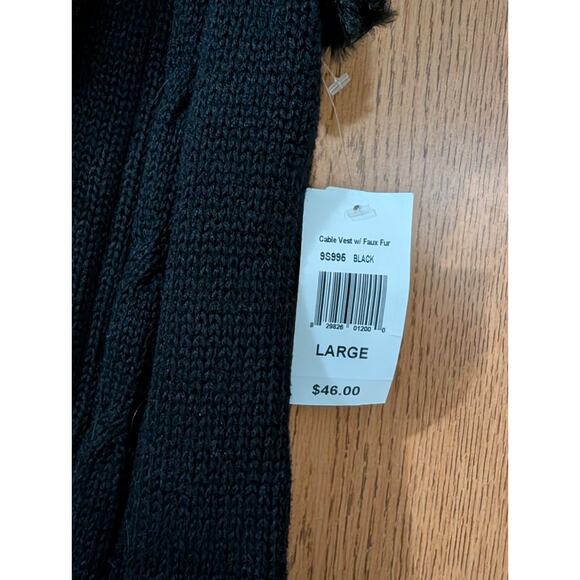 Cable Vest w/ Faux Fur
9S995 BLACK
8 29826 01200 0
LARGE
$46.00